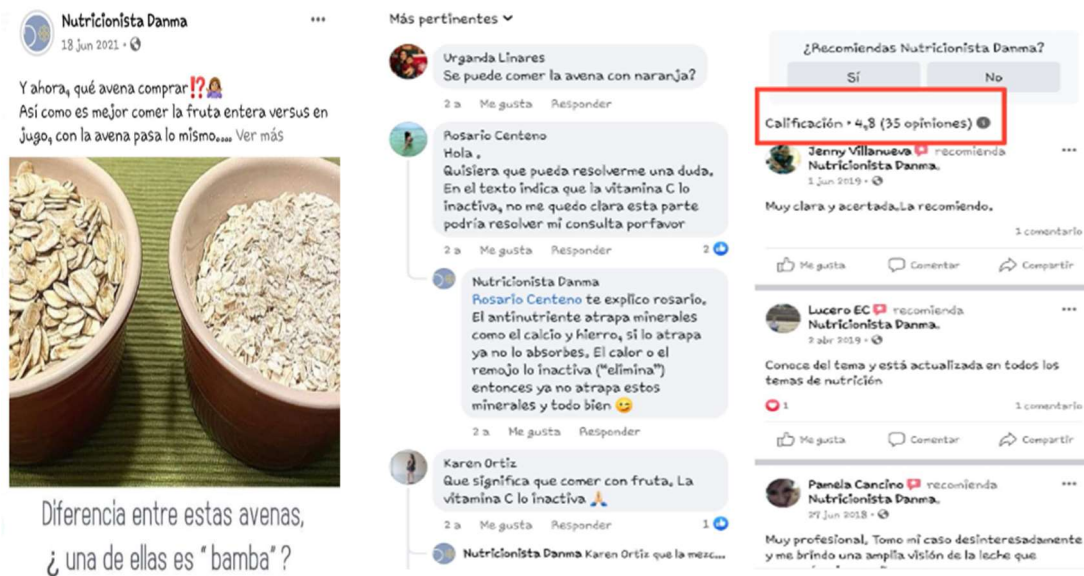 Nutricionista Danma
18 jun 2021 •
Y ahora, qué avena comprar ⁉️🤷🏽‍♀️
Así como es mejor comer la fruta entera versus en
jugo, con la avena pasa lo mismo.... Ver más
Diferencia entre estas avenas,
¿ una de ellas es " bamba" ?
Más pertinentes
Urganda Linares
Se puede comer la avena con naranja?
2 a Me gusta Responder
Rosario Centeno
Hola ,
Quisiera que pueda resolverme una duda.
En el texto indica que la vitamina C lo
inactiva, no me quedo clara esta parte
podría resolver mi consulta porfavor
2 a Me gusta Responder 2
Nutricionista Danma
Rosario Centeno te explico rosario.
El antinutriente atrapa minerales
como el calcio y hierro, si lo atrapa
ya no lo absorbes. El calor o el
remojo lo inactiva ("elimina")
entonces ya no atrapa estos
minerales y todo bien 😉
2 a Me gusta Responder
Karen Ortiz
Que significa que comer con fruta. La
vitamina C lo inactiva 🙏
2 a Me gusta Responder 1
Nutricionista Danma Karen Ortiz que la mezc...
¿Recomiendas Nutricionista Danma?
Sí No
Calificación • 4,8 (35 opiniones)
Jenny Villanueva recomienda
Nutricionista Danma.
1 jun 2019 •
Muy clara y acertada.La recomiendo.
1 comentario
Me gusta Comentar Compartir
Lucero EC recomienda
Nutricionista Danma.
2 abr 2019 •
Conoce del tema y está actualizada en todos los
temas de nutrición
1 1 comentario
Me gusta Comentar Compartir
Pamela Cancino recomienda
Nutricionista Danma.
27 jun 2018 •
Muy profesional. Tomo mi caso desinteresadamente
y me brindo una amplia visión de la leche que